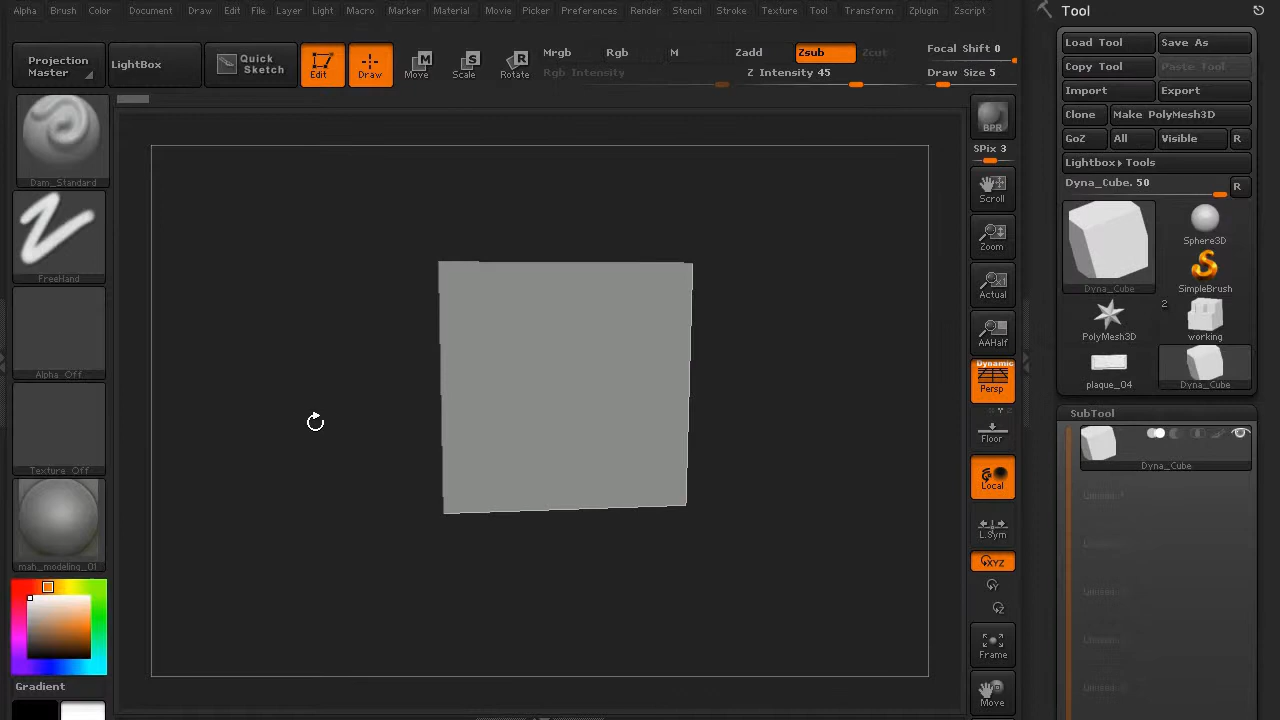 Alpha Brush Color Document Draw Edit File Layer Light Macro Marker Material Movie Picker Preferences Render Stencil Stroke Texture Tool Transform Zplugin Zscript
Tool
Projection Master
LightBox
Quick Sketch
Edit
Draw
Move
Scale
Rotate
Mrgb Rgb M
Rgb Intensity
Zadd Zsub Zcut
Z Intensity 45
Focal Shift 0
Draw Size 5
Load Tool Save As
Copy Tool Paste Tool
Import Export
Clone Make PolyMesh3D
GoZ All Visible R
Lightbox▸Tools
Dyna_Cube. 50 R
Dyna_Cube
Sphere3D
SimpleBrush
PolyMesh3D
2
working
plaque_04
Dyna_Cube
SubTool
Dyna_Cube
Dam_Standard
FreeHand
Alpha Off
Texture Off
mah_modeling_01
Gradient
BPR
SPix 3
Scroll
Zoom
Actual
AAHalf
Dynamic
Persp
Floor
Local
L.Sym
XYZ
Y
Z
Frame
Move